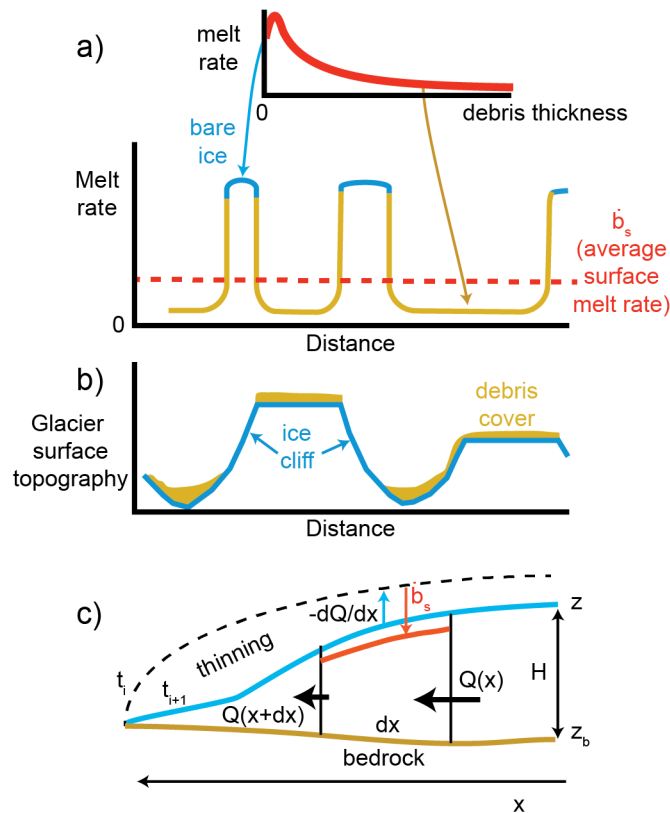 a)
melt
rate
0
debris thickness
bare
ice
Melt
rate
ḃs
(average
surface
melt rate)
0
Distance
b)
Glacier
surface
topography
ice
cliff
debris
cover
Distance
c)
-dQ/dx
ḃs
z
thinning
ti
ti+1
Q(x+dx)
Q(x)
H
dx
zb
bedrock
x